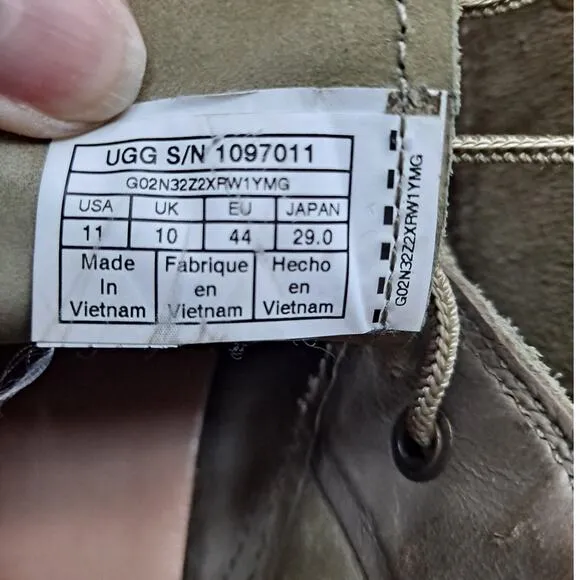 UGG S/N 1097011
G02N32Z2XRW1YMG
USA UK EU JAPAN
11 10 44 29.0
Made Fabrique Hecho
In en en
Vietnam Vietnam Vietnam
G02N32Z2XRW1YMG